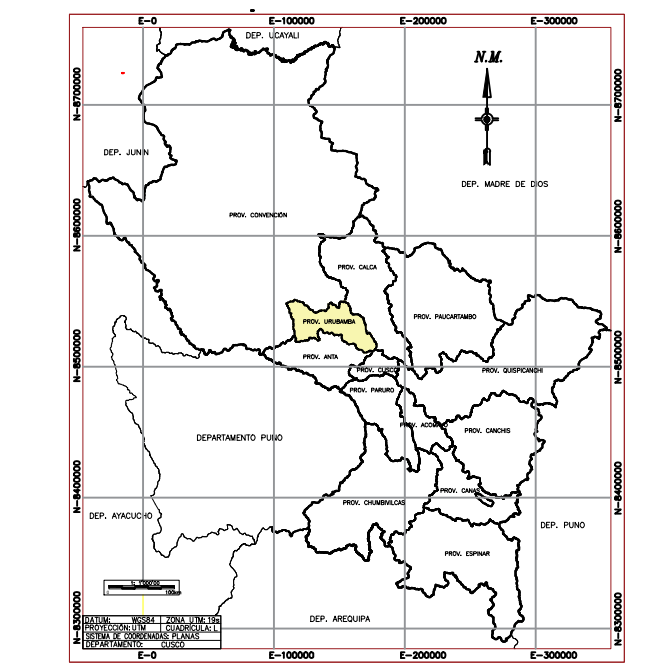 E-0 E-100000 E-200000 E-300000
DEP. UCAYALI
N.M.
N-8700000 N-8700000
DEP. JUNIN
DEP. MADRE DE DIOS
PROV. CONVENCIÓN
N-8600000 N-8600000
PROV. CALCA
PROV. URUBAMBA
PROV. PAUCARTAMBO
PROV. ANTA
N-8500000 N-8500000
PROV. CUSCO
PROV. QUISPICANCHI
PROV. PARURO
PROV. ACOMAYO
PROV. CANCHIS
DEPARTAMENTO PUNO
PROV. CANAS
N-8400000 N-8400000
PROV. CHUMBIVILCAS
DEP. AYACUCHO
DEP. PUNO
PROV. ESPINAR
0 100km
N-8300000 N-8300000
DEP. AREQUIPA
DATUM: WGS84 ZONA UTM: 19s
PROYECCIÓN: UTM CUADRÍCULA: L
SISTEMA DE COORDENADAS: PLANAS
DEPARTAMENTO: CUSCO
E-0 E-100000 E-200000 E-300000